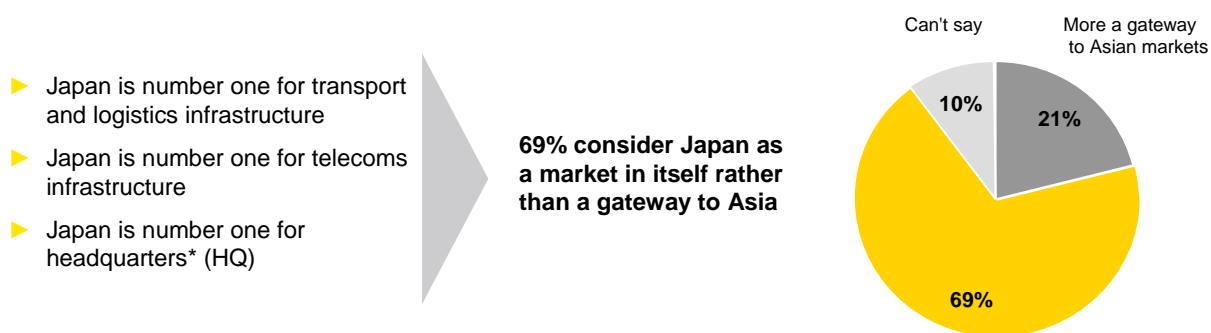 Japan is number one for transport
and logistics infrastructure
Japan is number one for telecoms
infrastructure
Japan is number one for
headquarters* (HQ)
69% consider Japan as
a market in itself rather
than a gateway to Asia
Can't say
More a gateway
to Asian markets
10%
21%
69%